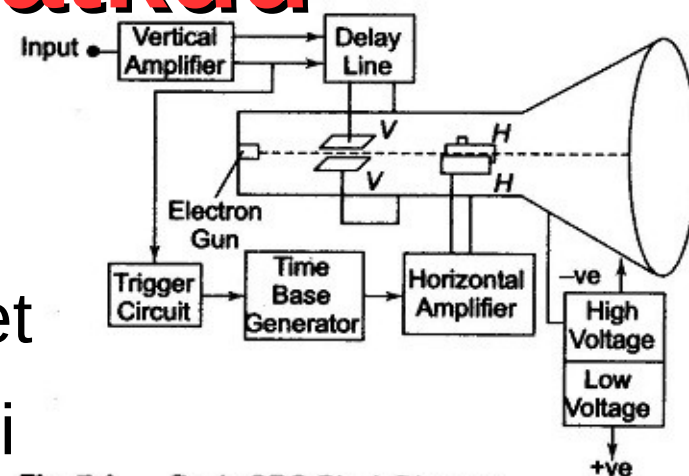 Input
Vertical
Amplifier
Delay
Line
V
H
V
H
Electron
Gun
Trigger
Circuit
Time
Base
Generator
Horizontal
Amplifier
–ve
High
Voltage
Low
Voltage
+ve
et
i